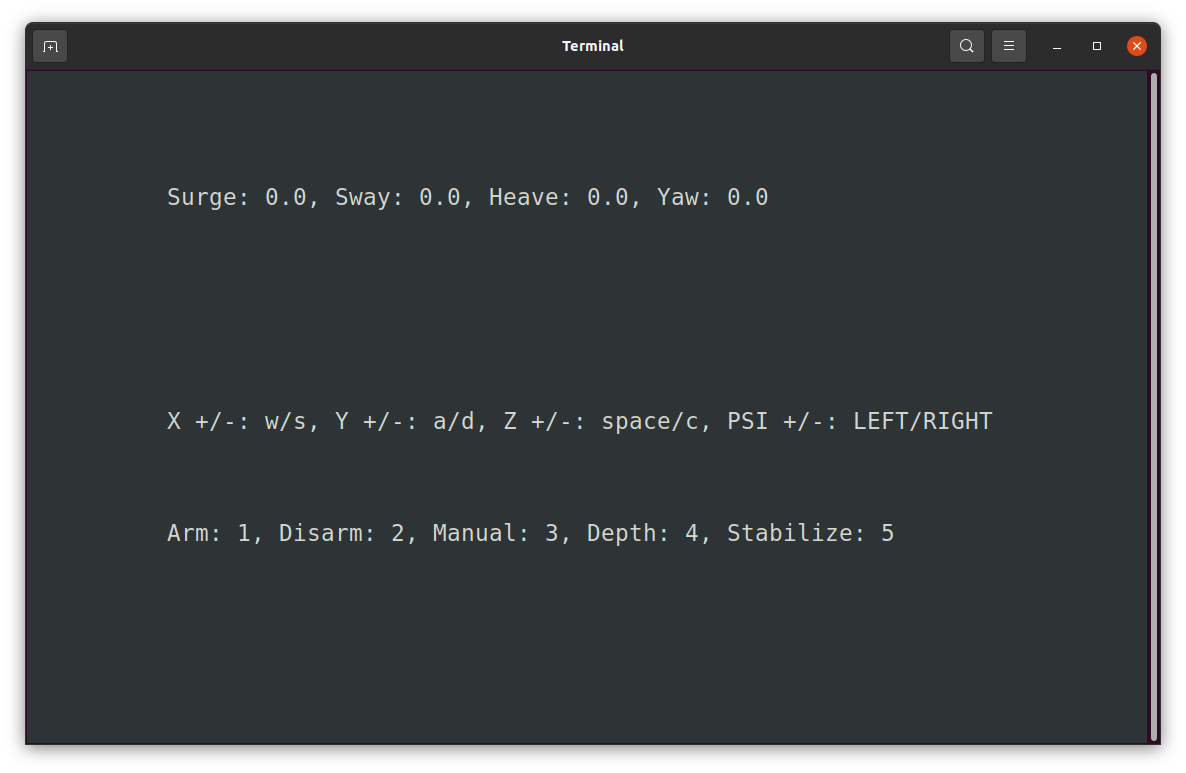 Terminal
Surge: 0.0, Sway: 0.0, Heave: 0.0, Yaw: 0.0
X +/-: w/s, Y +/-: a/d, Z +/-: space/c, PSI +/-: LEFT/RIGHT
Arm: 1, Disarm: 2, Manual: 3, Depth: 4, Stabilize: 5